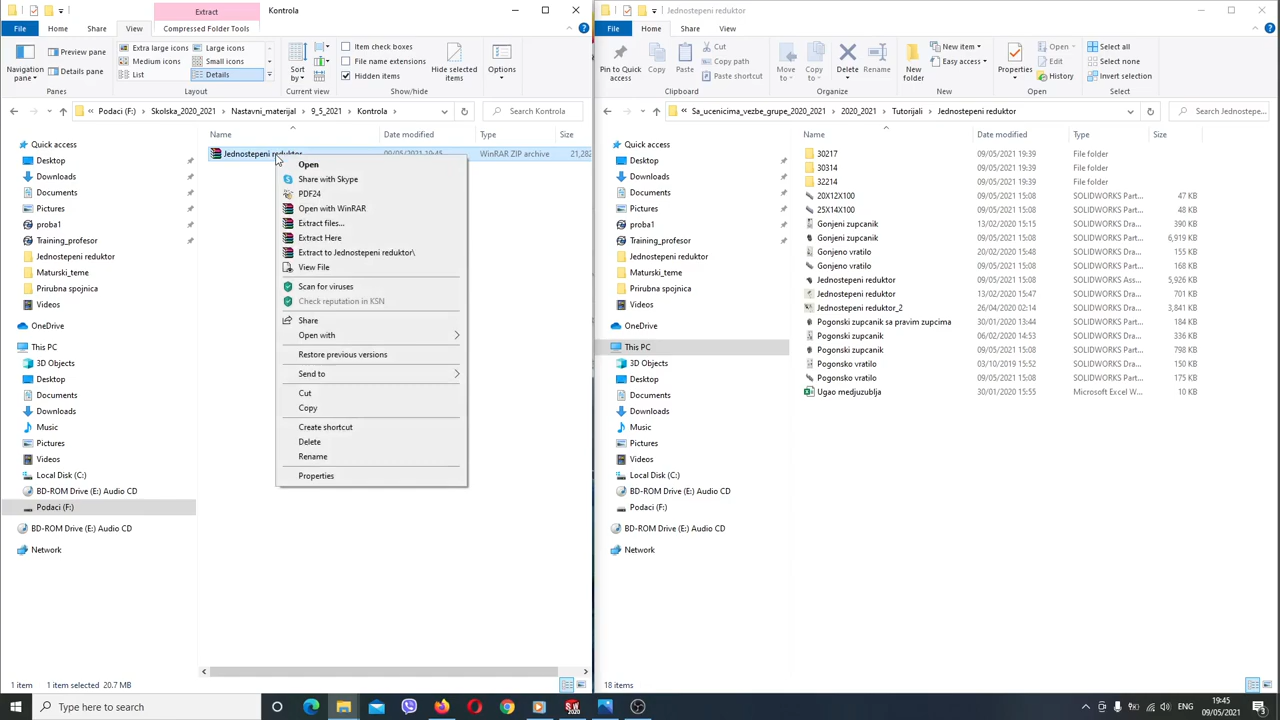 Extract
Kontrola
File
Home
Share
View
Compressed Folder Tools
Navigation pane
Preview pane
Details pane
Panes
Extra large icons
Large icons
Medium icons
Small icons
List
Details
Layout
Sort by
Current view
Item check boxes
File name extensions
Hidden items
Hide selected items
Show/hide
Options
Podaci (F:)
Skolska_2020_2021
Nastavni_materijal
9_5_2021
Kontrola
Search Kontrola
Name
Date modified
Type
Size
Quick access
Desktop
Downloads
Documents
Pictures
proba1
Training_profesor
Jednostepeni reduktor
Maturski_teme
Prirubna spojnica
Videos
OneDrive
This PC
3D Objects
Desktop
Documents
Downloads
Music
Pictures
Videos
Local Disk (C:)
BD-ROM Drive (E:) Audio CD
Podaci (F:)
BD-ROM Drive (E:) Audio CD
Network
Jednostepeni reduktor 09/05/2021 19:45 WinRAR ZIP archive 21,282
Open
Share with Skype
PDF24
Open with WinRAR
Extract files...
Extract Here
Extract to Jednostepeni reduktor\
View File
Scan for viruses
Check reputation in KSN
Share
Open with
Restore previous versions
Send to
Cut
Copy
Create shortcut
Delete
Rename
Properties
1 item 1 item selected 20.7 MB
Jednostepeni reduktor
File
Home
Share
View
Pin to Quick access
Copy
Paste
Cut
Copy path
Paste shortcut
Clipboard
Move to
Copy to
Delete
Rename
Organize
New folder
New item
Easy access
New
Properties
Open
Edit
History
Open
Select all
Select none
Invert selection
Select
Sa_ucenicima_vezbe_grupe_2020_2021
2020_2021
Tutorijali
Jednostepeni reduktor
Search Jednostepe...
Name
Date modified
Type
Size
Quick access
Desktop
Downloads
Documents
Pictures
proba1
Training_profesor
Jednostepeni reduktor
Maturski_teme
Prirubna spojnica
Videos
OneDrive
This PC
3D Objects
Desktop
Documents
Downloads
Music
Pictures
Videos
Local Disk (C:)
BD-ROM Drive (E:) Audio CD
Podaci (F:)
BD-ROM Drive (E:) Audio CD
Network
30217 09/05/2021 19:39 File folder
30314 09/05/2021 19:39 File folder
32214 09/05/2021 19:39 File folder
20X12X100 09/05/2021 15:08 SOLIDWORKS Part... 47 KB
25X14X100 09/05/2021 15:08 SOLIDWORKS Part... 48 KB
Gonjeni zupcanik 13/02/2020 15:15 SOLIDWORKS Dra... 390 KB
Gonjeni zupcanik 09/05/2021 15:08 SOLIDWORKS Part... 6,919 KB
Gonjeno vratilo 13/02/2020 15:48 SOLIDWORKS Dra... 155 KB
Gonjeno vratilo 09/05/2021 15:08 SOLIDWORKS Part... 168 KB
Jednostepeni reduktor 09/05/2021 15:08 SOLIDWORKS Ass... 5,926 KB
Jednostepeni reduktor 13/02/2020 15:47 SOLIDWORKS Dra... 701 KB
Jednostepeni reduktor_2 26/04/2020 02:14 SOLIDWORKS Dra... 3,841 KB
Pogonski zupcanik sa pravim zupcima 30/01/2020 13:44 SOLIDWORKS Part... 184 KB
Pogonski zupcanik 06/02/2020 14:53 SOLIDWORKS Dra... 336 KB
Pogonski zupcanik 09/05/2021 15:08 SOLIDWORKS Part... 798 KB
Pogonsko vratilo 03/10/2019 15:52 SOLIDWORKS Dra... 150 KB
Pogonsko vratilo 09/05/2021 15:08 SOLIDWORKS Part... 175 KB
Ugao medjuzublja 30/01/2020 15:55 Microsoft Excel W... 10 KB
18 items
Type here to search
SW
2020
19:45
09/05/2021
3